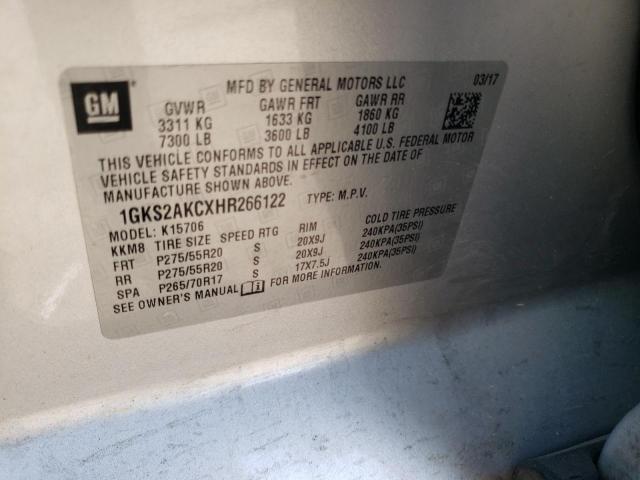 GM
MFD BY GENERAL MOTORS LLC 03/17
GVWR GAWR FRT GAWR RR
3311 KG 1633 KG 1860 KG
7300 LB 3600 LB 4100 LB
THIS VEHICLE CONFORMS TO ALL APPLICABLE U.S. FEDERAL MOTOR
VEHICLE SAFETY STANDARDS IN EFFECT ON THE DATE OF
MANUFACTURE SHOWN ABOVE.
1GKS2AKCXHR266122 TYPE: M.P.V.
MODEL: K15706
KKM8 TIRE SIZE SPEED RTG RIM COLD TIRE PRESSURE
FRT P275/55R20 S 20X9J 240KPA(35PSI)
RR P275/55R20 S 20X9J 240KPA(35PSI)
SPA P265/70R17 S 17X7.5J 240KPA(35PSI)
SEE OWNER'S MANUAL FOR MORE INFORMATION.